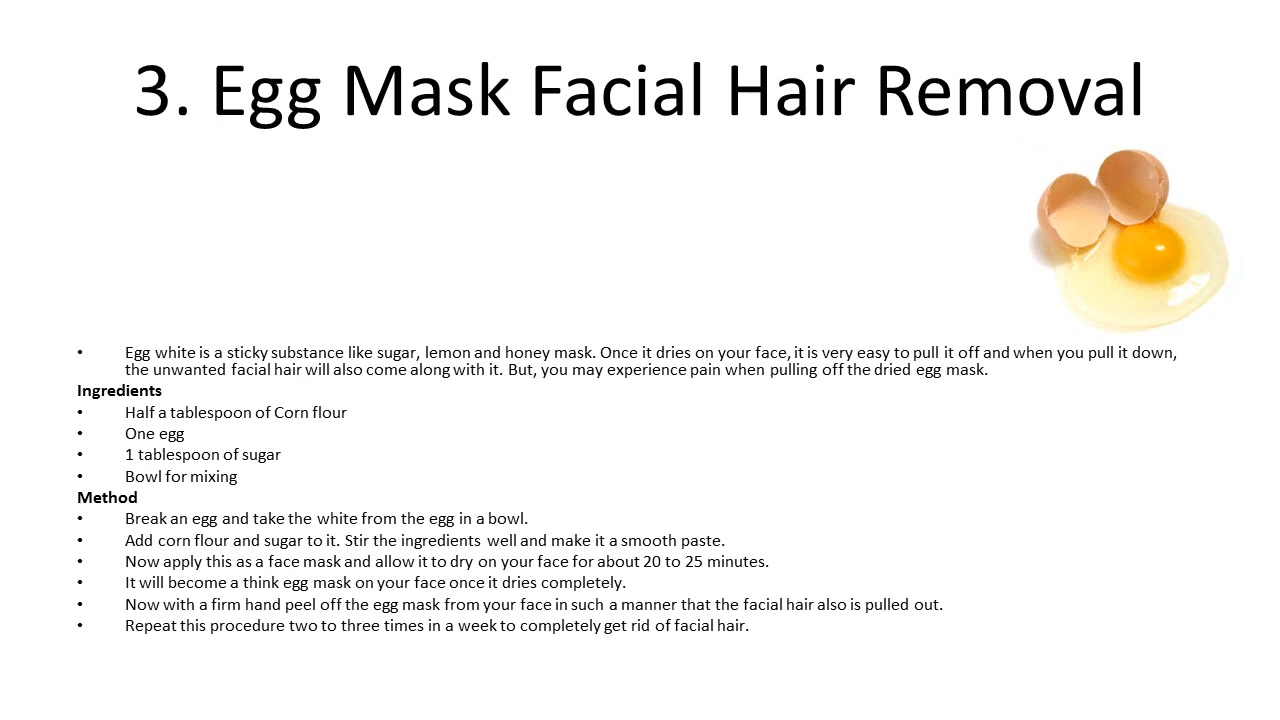 3. Egg Mask Facial Hair Removal
• Egg white is a sticky substance like sugar, lemon and honey mask. Once it dries on your face, it is very easy to pull it off and when you pull it down,
the unwanted facial hair will also come along with it. But, you may experience pain when pulling off the dried egg mask.
Ingredients
• Half a tablespoon of Corn flour
• One egg
• 1 tablespoon of sugar
• Bowl for mixing
Method
• Break an egg and take the white from the egg in a bowl.
• Add corn flour and sugar to it. Stir the ingredients well and make it a smooth paste.
• Now apply this as a face mask and allow it to dry on your face for about 20 to 25 minutes.
• It will become a think egg mask on your face once it dries completely.
• Now with a firm hand peel off the egg mask from your face in such a manner that the facial hair also is pulled out.
• Repeat this procedure two to three times in a week to completely get rid of facial hair.